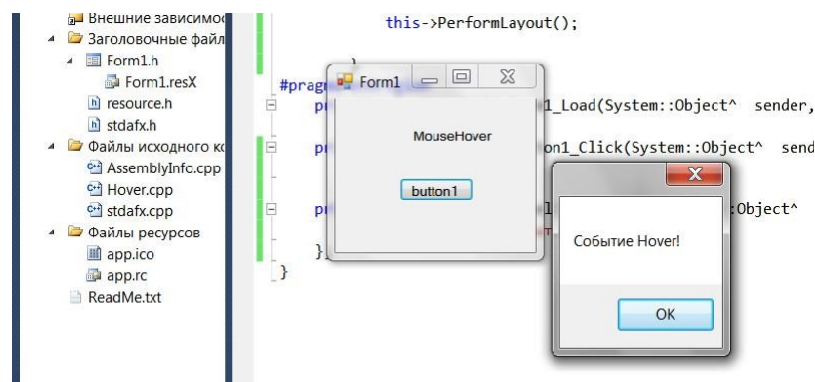 Внешние зависимос
Заголовочные файл
Form1.h
Form1.resX
resource.h
stdafx.h
Файлы исходного кс
AssemblyInfo.cpp
Hover.cpp
stdafx.cpp
Файлы ресурсов
app.ico
app.rc
ReadMe.txt
this->PerformLayout();
}
#pragm
1_Load(System::Object^ sender,
on1_Click(System::Object^ send
:Object^
}
}
Form1
MouseHover
button1
Событие Hover!
OK